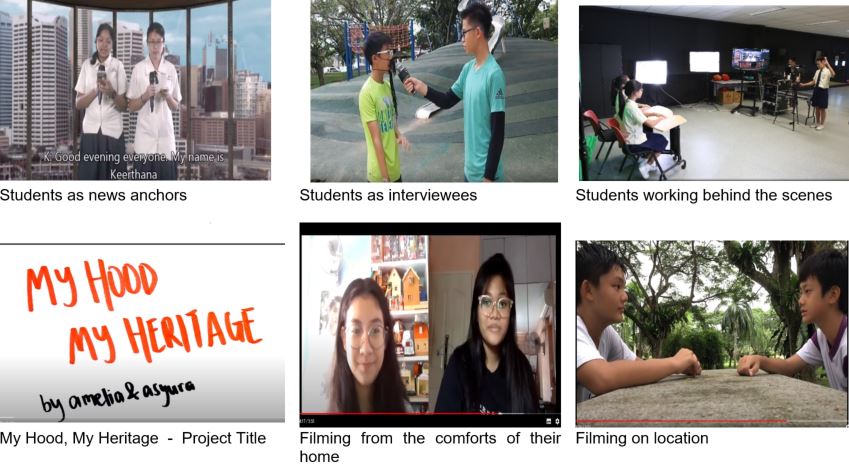 K: Good evening everyone. My name is
Keerthana
adidas
Students as news anchors
Students as interviewees
Students working behind the scenes
MY HOOD
MY HERITAGE
by amelia & asyura
My Hood, My Heritage - Project Title
Filming from the comforts of their
home
Filming on location